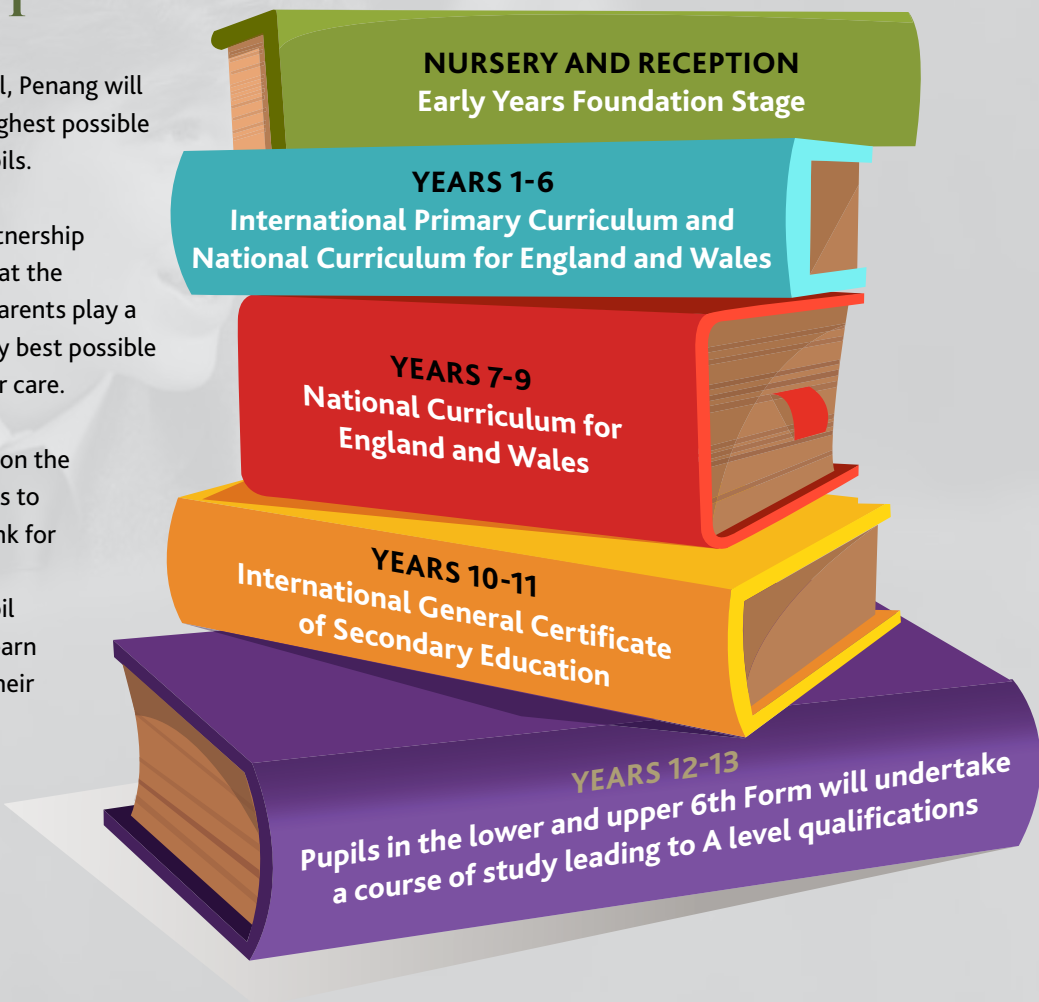 l, Penang will
ghest possible
ils.
tnership
at the
arents play a
y best possible
r care.
on the
s to
nk for
il
arn
heir
NURSERY AND RECEPTION
Early Years Foundation Stage
YEARS 1-6
International Primary Curriculum and
National Curriculum for England and Wales
YEARS 7-9
National Curriculum for
England and Wales
YEARS 10-11
International General Certificate
of Secondary Education
YEARS 12-13
Pupils in the lower and upper 6th Form will undertake
a course of study leading to A level qualifications